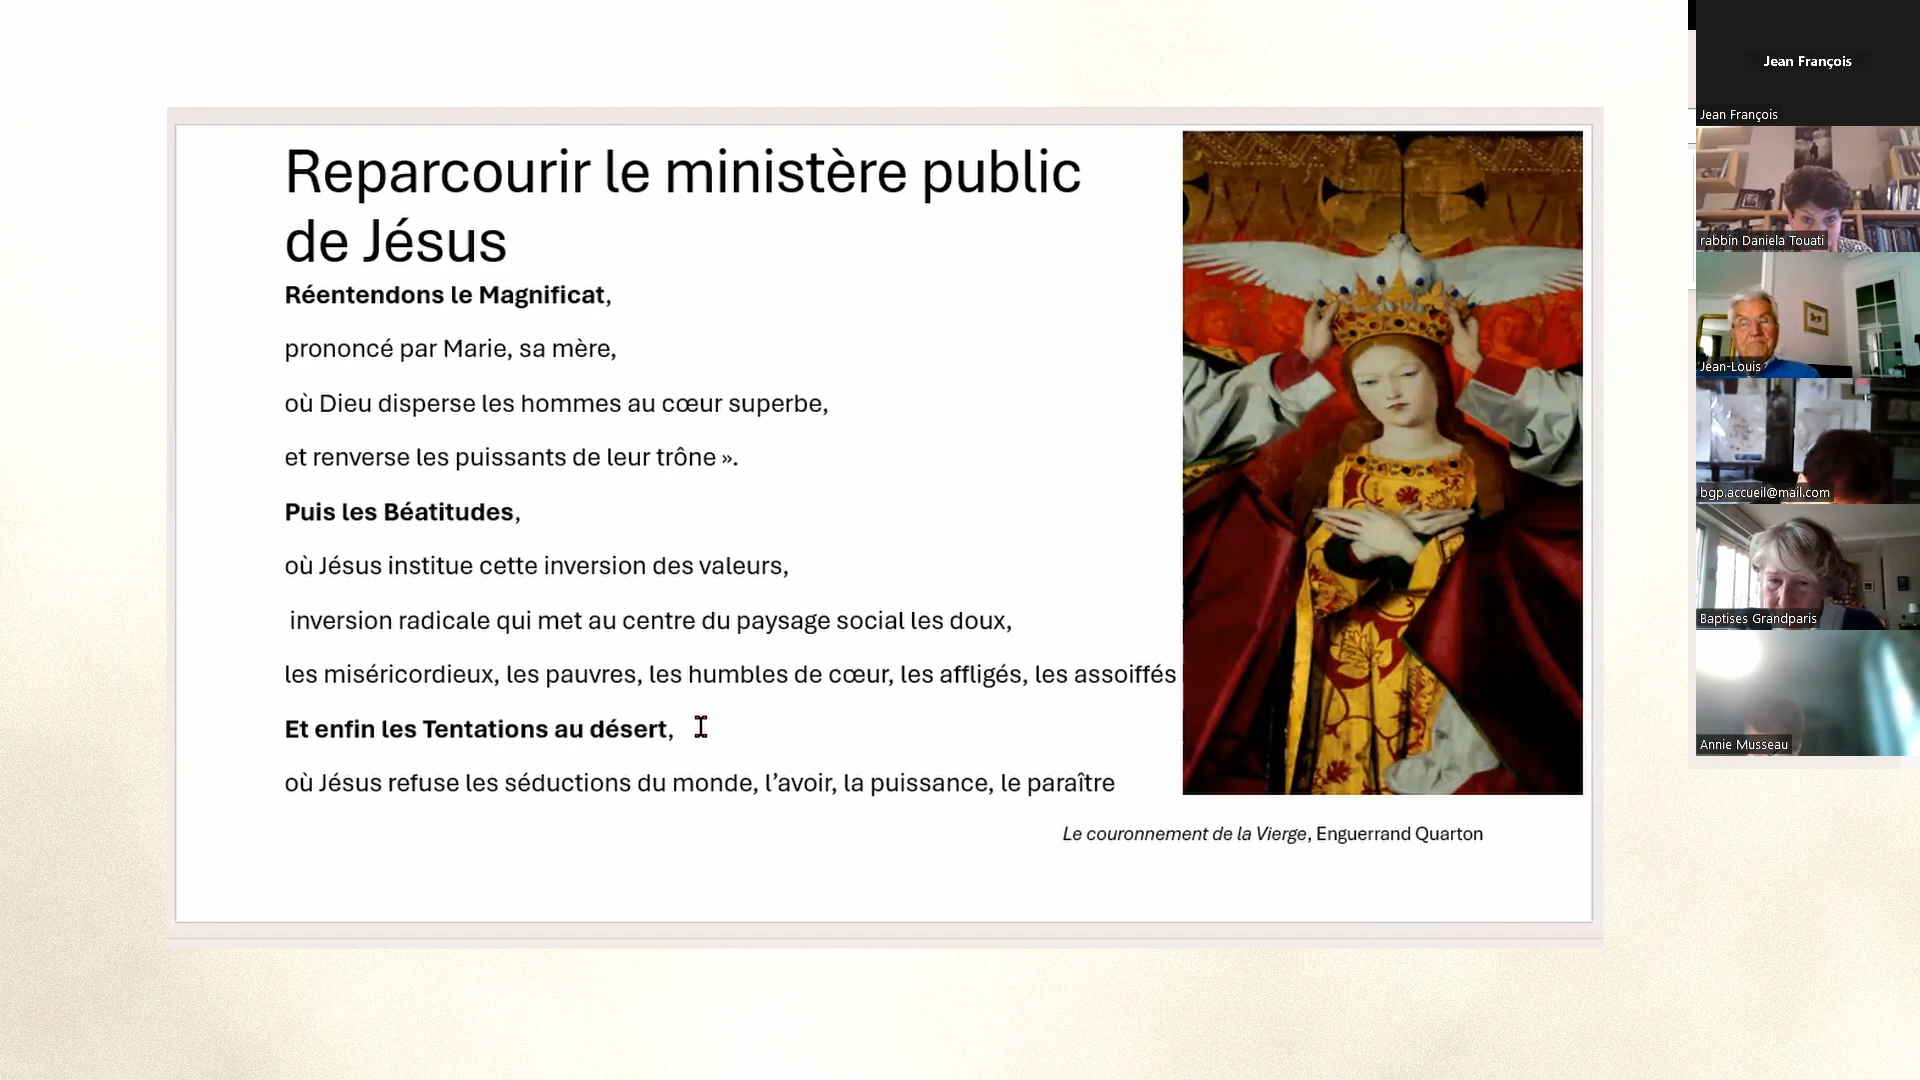 Reparcourir le ministère public
de Jésus
Réentendons le Magnificat,
prononcé par Marie, sa mère,
où Dieu disperse les hommes au cœur superbe,
et renverse les puissants de leur trône ».
Puis les Béatitudes,
où Jésus institue cette inversion des valeurs,
inversion radicale qui met au centre du paysage social les doux,
les miséricordieux, les pauvres, les humbles de cœur, les affligés, les assoiffés
Et enfin les Tentations au désert,
où Jésus refuse les séductions du monde, l’avoir, la puissance, le paraître
Le couronnement de la Vierge, Enguerrand Quarton
Jean François
Jean François
rabbin Daniela Touati
Jean-Louis
bgp.accueil@mail.com
Baptises Grandparis
Annie Musseau